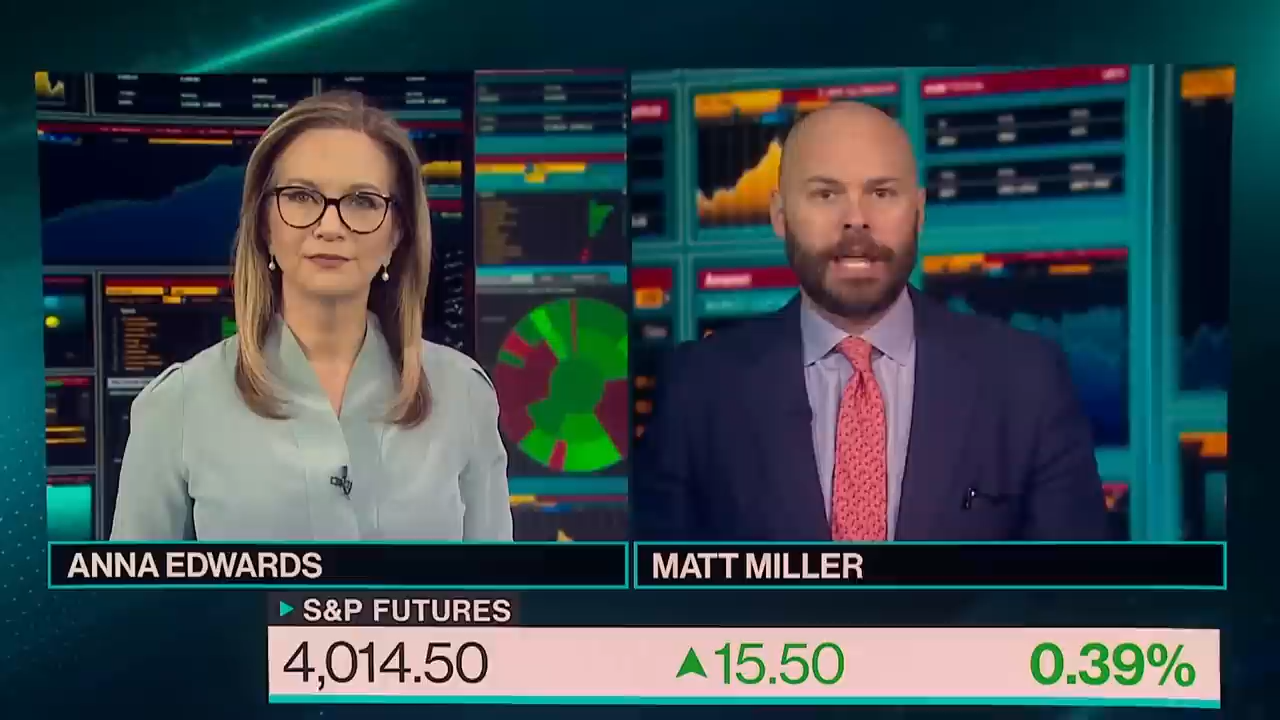 ANNA EDWARDS
MATT MILLER
S&P FUTURES
4,014.50 15.50 0.39%